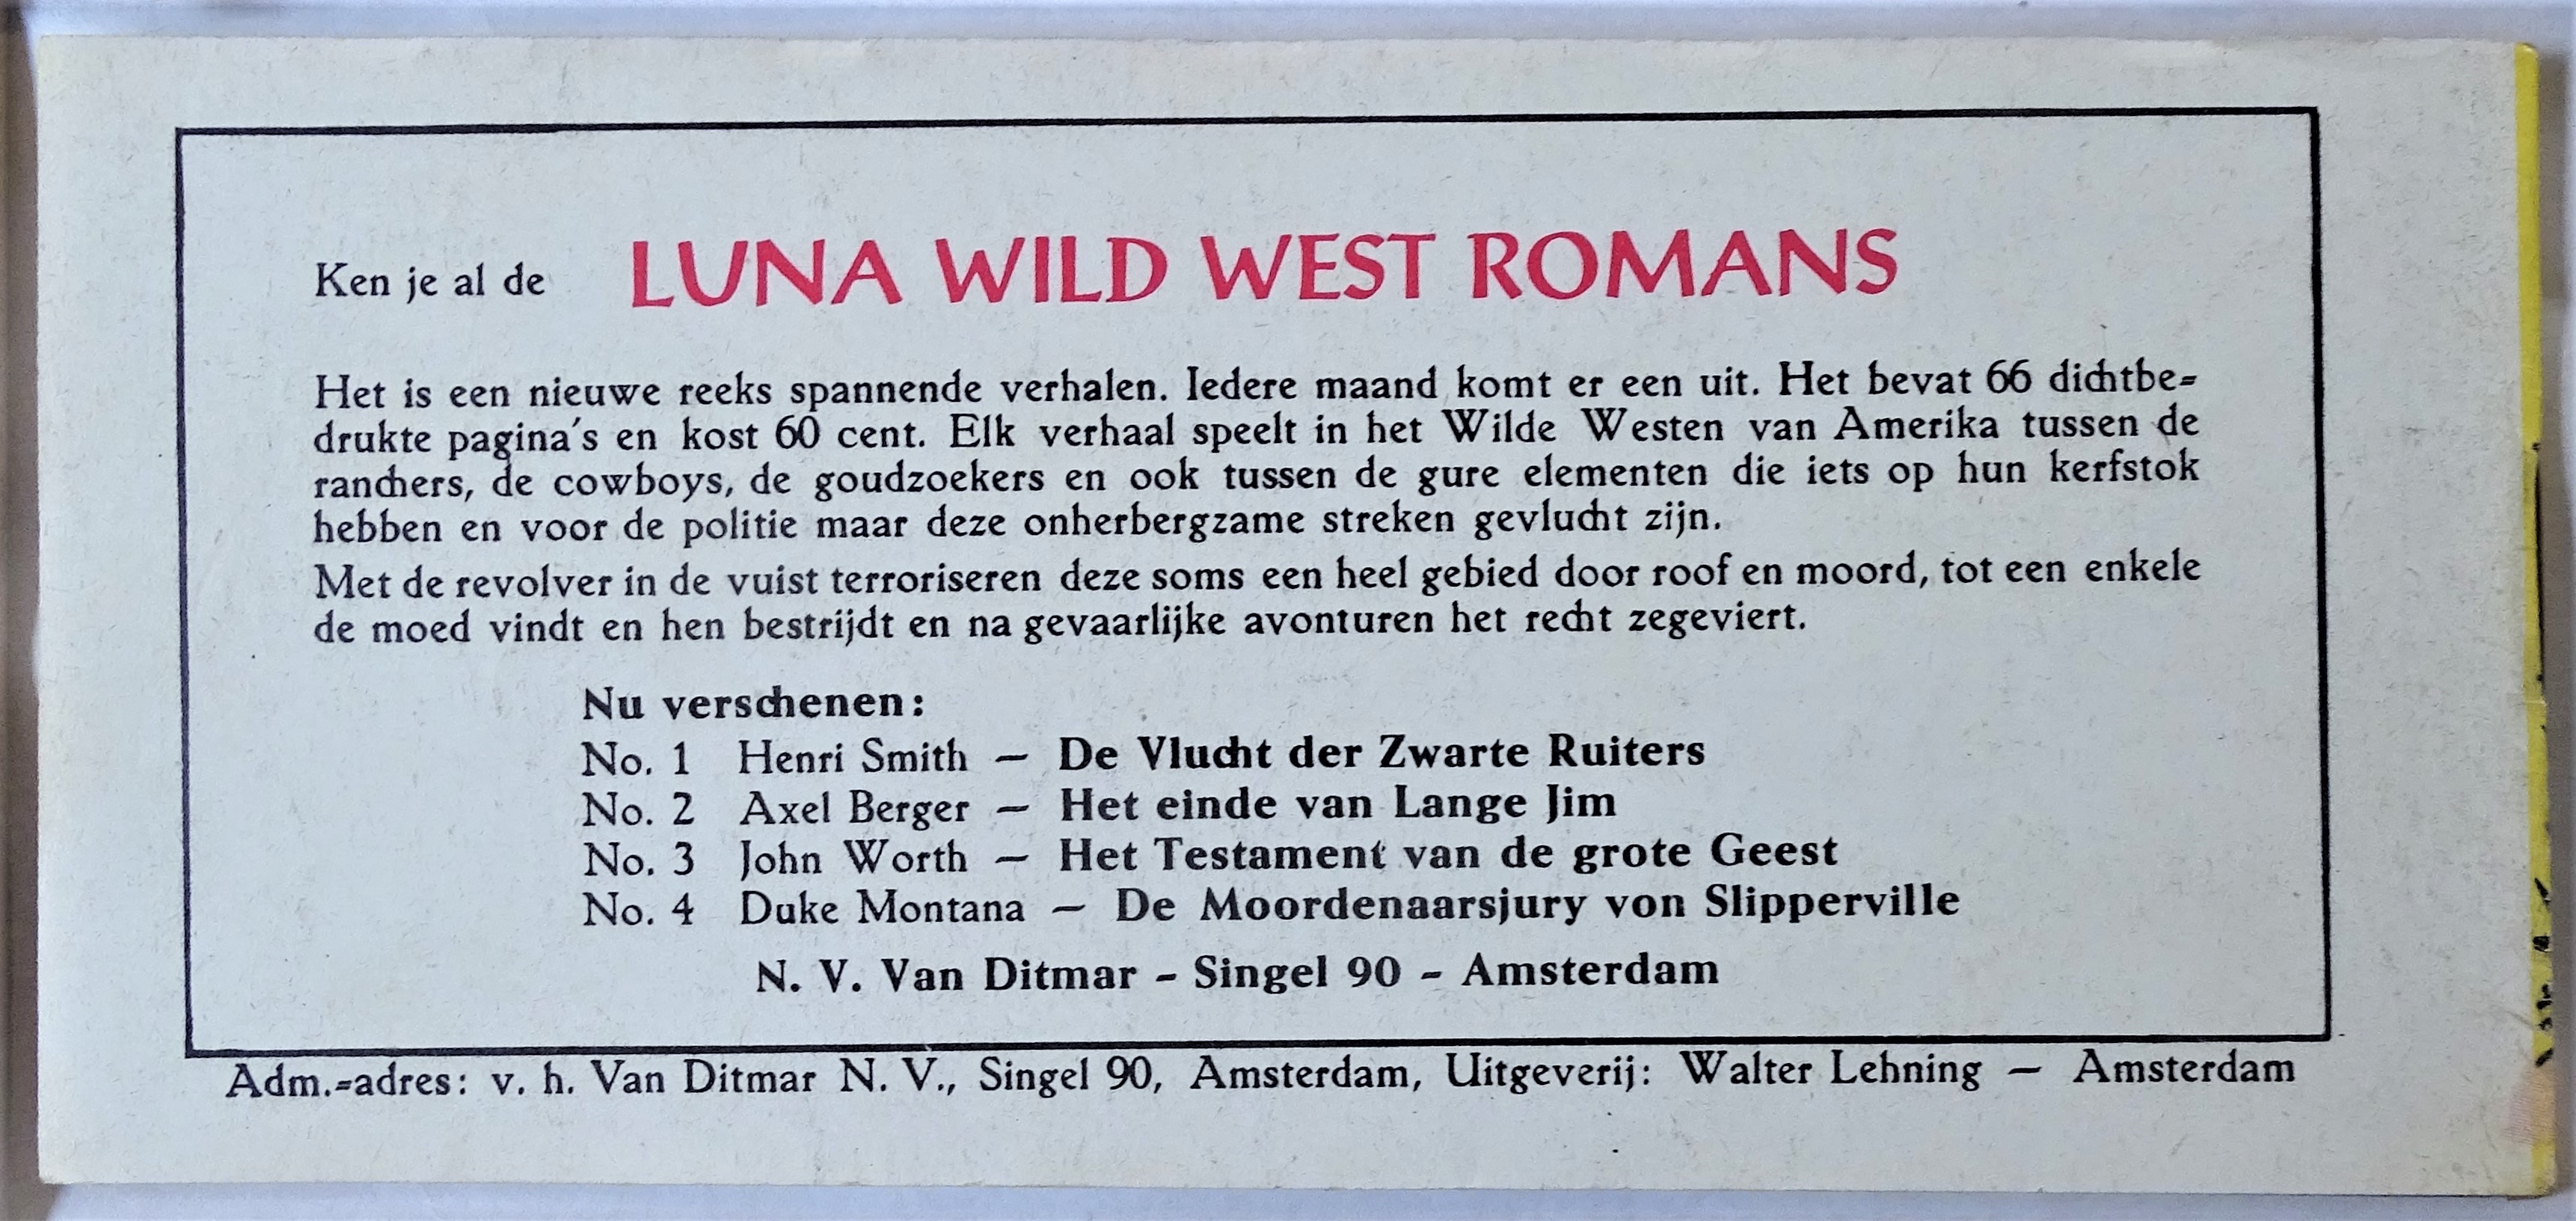 Ken je al de LUNA WILD WEST ROMANS
Het is een nieuwe reeks spannende verhalen. Iedere maand komt er een uit. Het bevat 66 dichtbe-
drukte pagina's en kost 60 cent. Elk verhaal speelt in het Wilde Westen van Amerika tussen de
ranchers, de cowboys, de goudzoekers en ook tussen de gure elementen die iets op hun kerfstok
hebben en voor de politie maar deze onherbergzame streken gevlucht zijn.
Met de revolver in de vuist terroriseren deze soms een heel gebied door roof en moord, tot een enkele
de moed vindt en hen bestrijdt en na gevaarlijke avonturen het recht zegeviert.
Nu verschenen:
No. 1 Henri Smith — De Vlucht der Zwarte Ruiters
No. 2 Axel Berger — Het einde van Lange Jim
No. 3 John Worth — Het Testament van de grote Geest
No. 4 Duke Montana — De Moordenaarsjury von Slipperville
N. V. Van Ditmar - Singel 90 - Amsterdam
Adm.-adres: v. h. Van Ditmar N. V., Singel 90, Amsterdam, Uitgeverij: Walter Lehning — Amsterdam